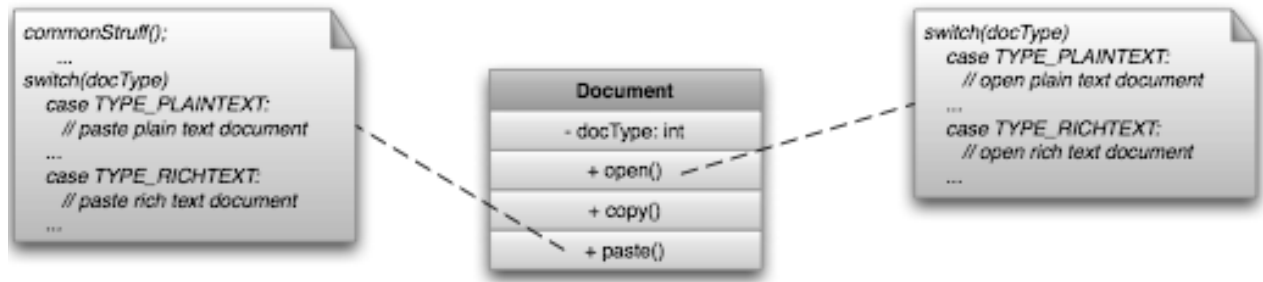 commonStruff();
...
switch(docType)
case TYPE_PLAINTEXT:
// paste plain text document
...
case TYPE_RICHTEXT:
// paste rich text document
...
Document
- docType: int
+ open()
+ copy()
+ paste()
switch(docType)
case TYPE_PLAINTEXT:
// open plain text document
...
case TYPE_RICHTEXT:
// open rich text document
...